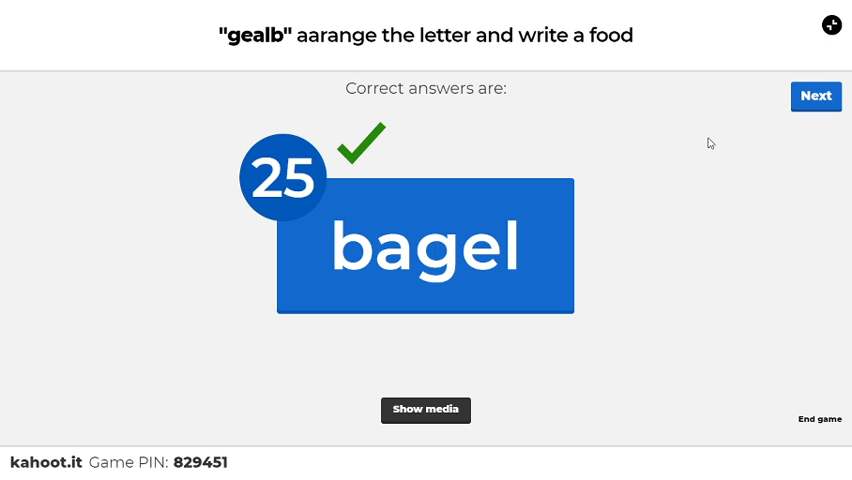 "gealb" aarange the letter and write a food
Correct answers are:
Next
25
bagel
Show media
End game
kahoot.it Game PIN: 829451